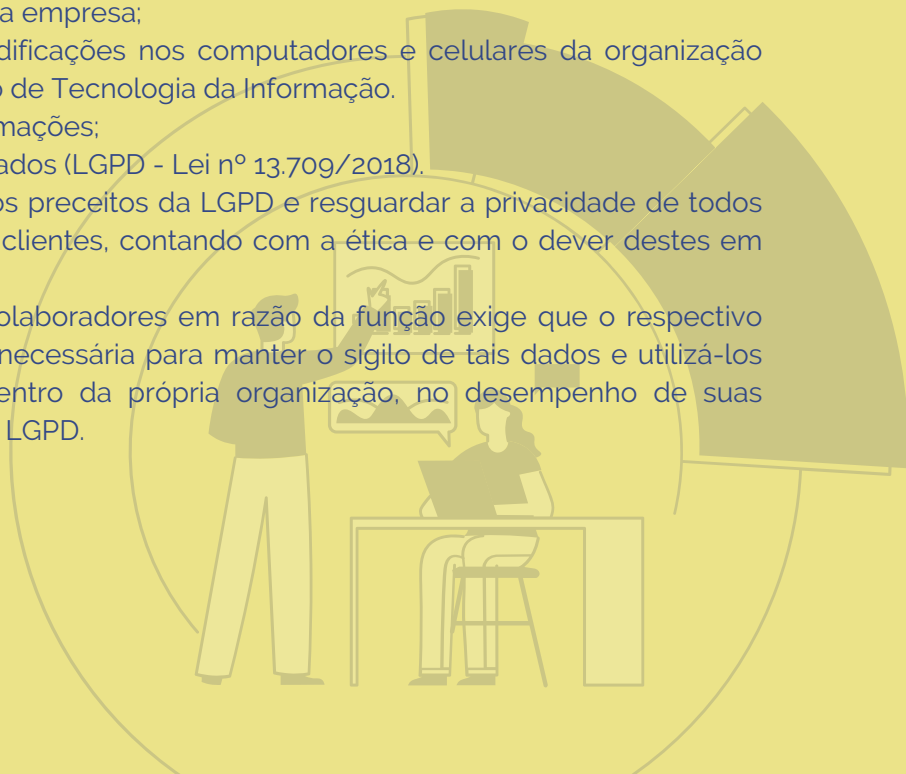 a empresa;
dificações nos computadores e celulares da organização
o de Tecnologia da Informação.
mações;
ados (LGPD - Lei nº 13.709/2018).
os preceitos da LGPD e resguardar a privacidade de todos
clientes, contando com a ética e com o dever destes em
olaboradores em razão da função exige que o respectivo
necessária para manter o sigilo de tais dados e utilizá-los
entro da própria organização, no desempenho de suas
LGPD.